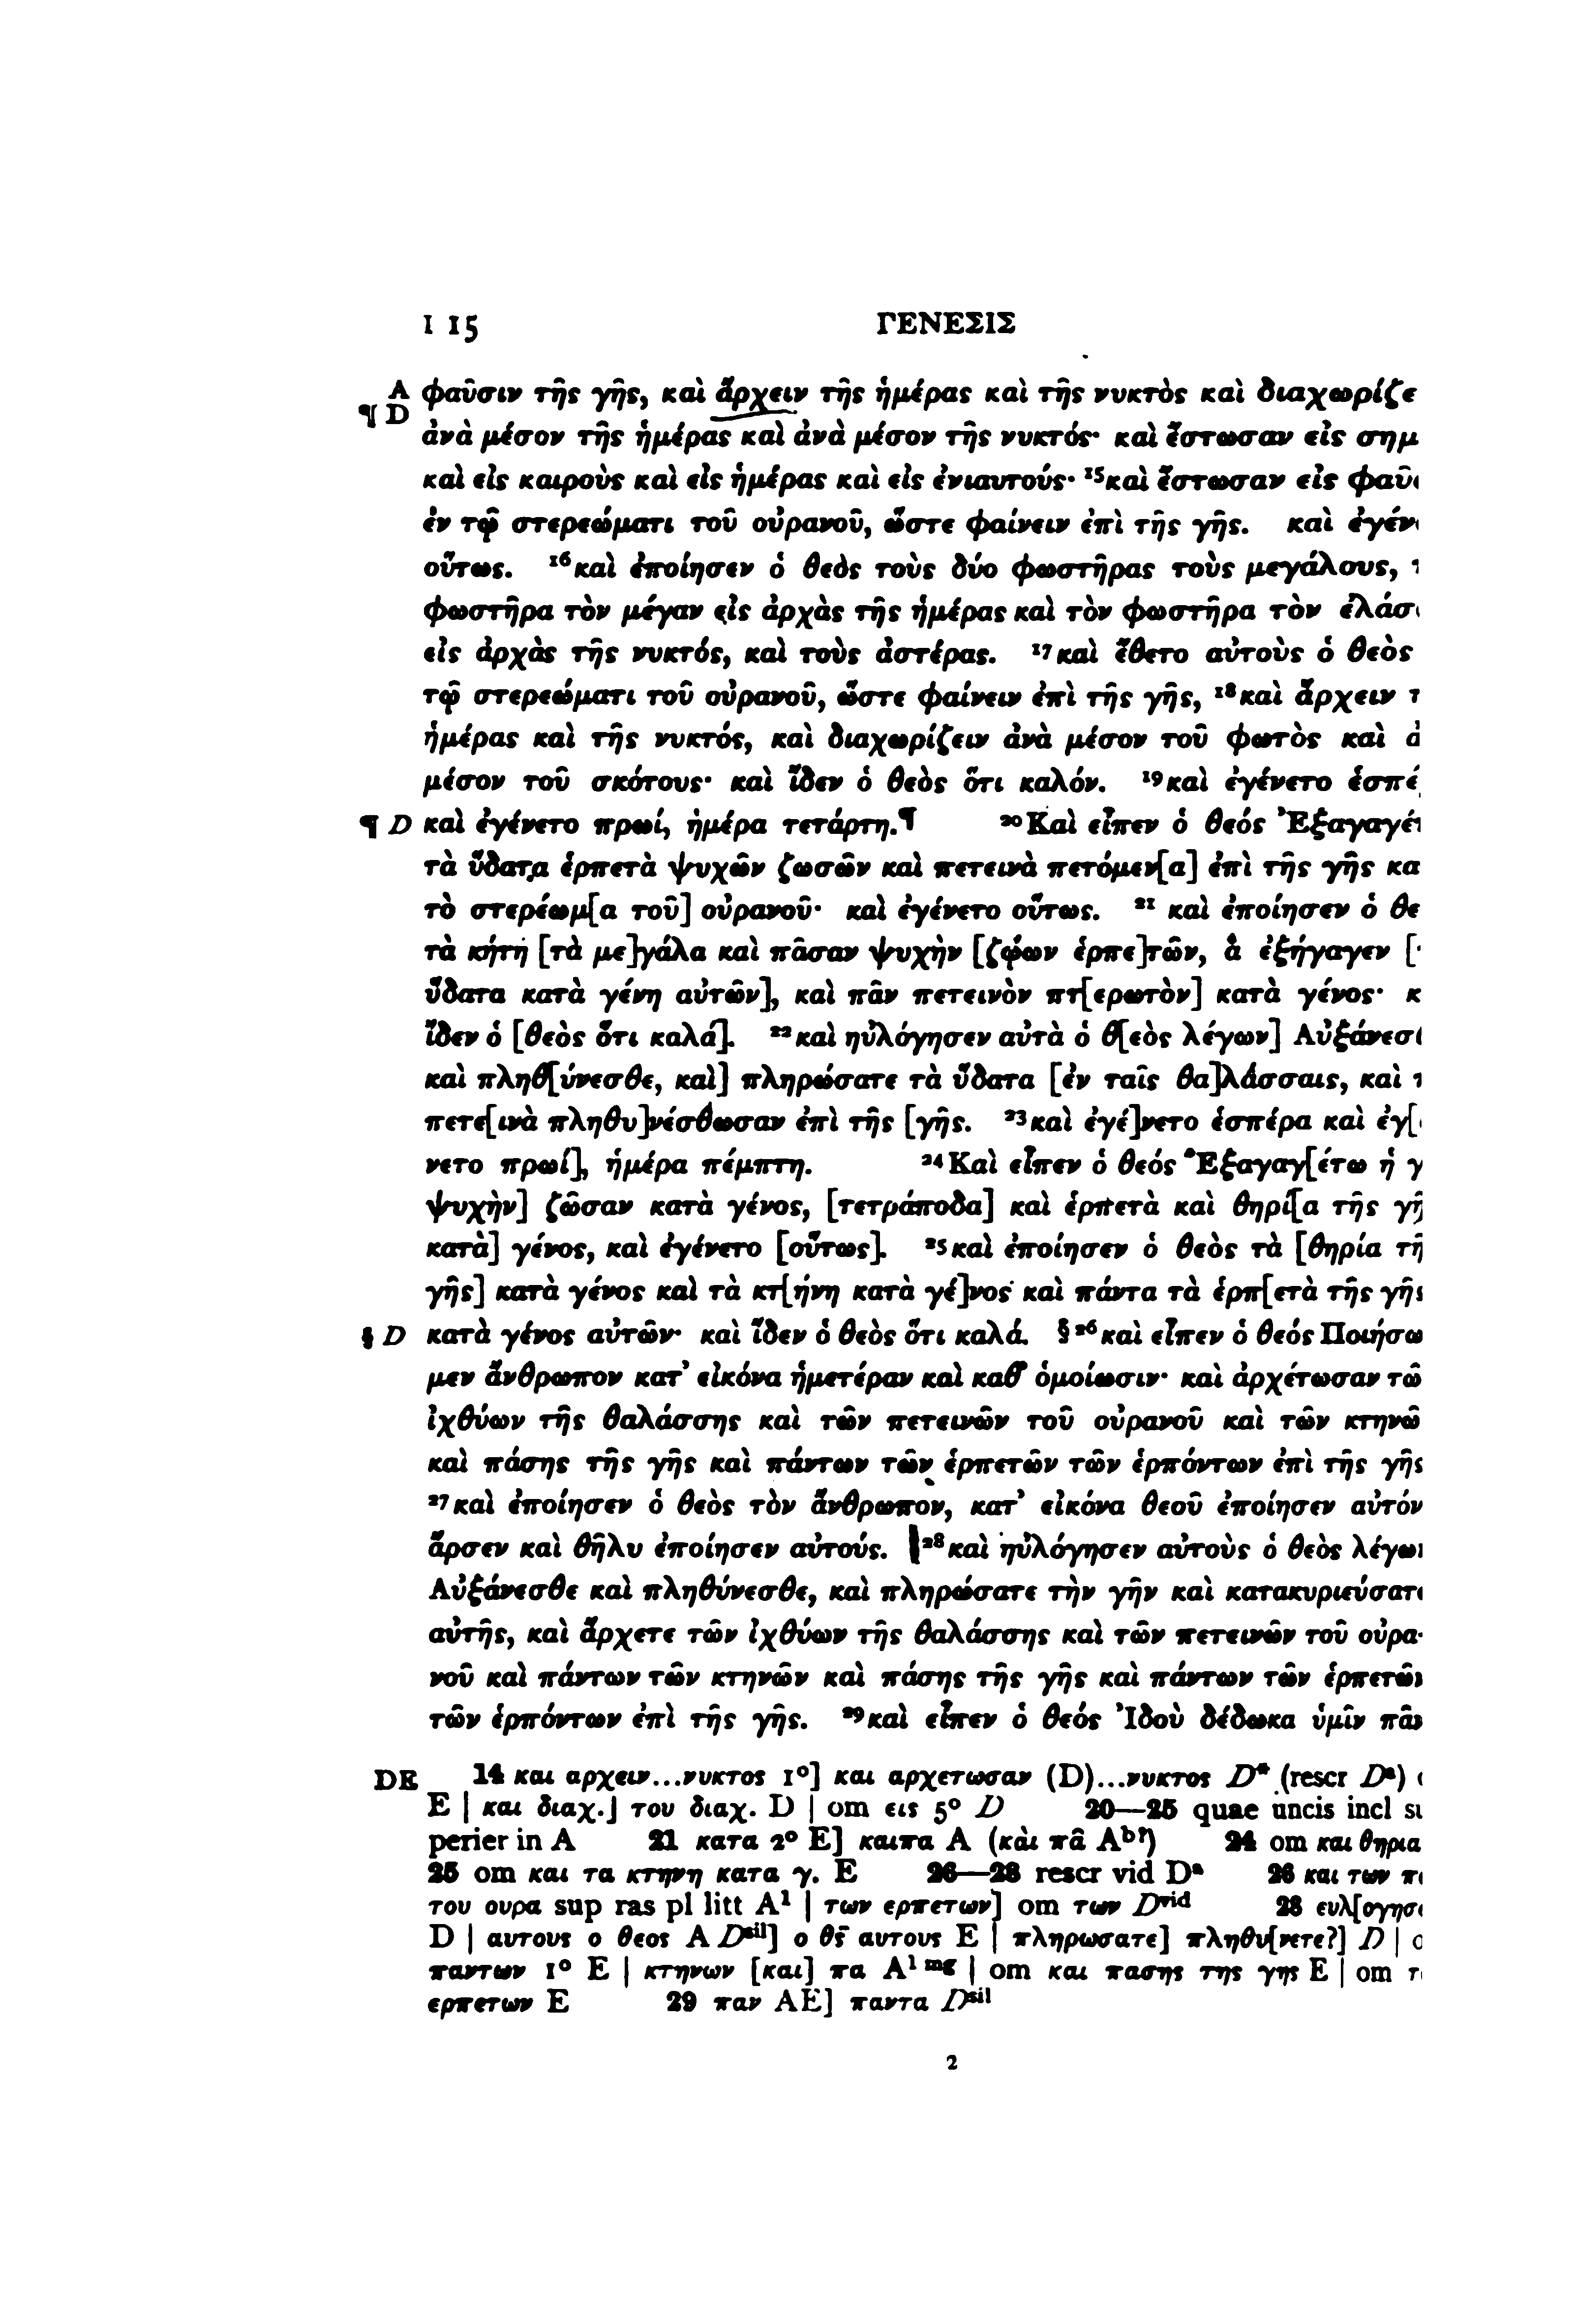 I 15 ΓΕΝΕΣΙΣ
A φαῦσιν τῆς γῆς, καὶ ἄρχειν τῆς ἡμέρας καὶ τῆς νυκτὸς καὶ διαχωρίζε
¶ D ἀνὰ μέσον τῆς ἡμέρας καὶ ἀνὰ μέσον τῆς νυκτός· καὶ ἔστωσαν εἰς σημ
καὶ εἰς καιροὺς καὶ εἰς ἡμέρας καὶ εἰς ἐνιαυτούς· ¹⁵καὶ ἔστωσαν εἰς φαῦ
ἐν τῷ στερεώματι τοῦ οὐρανοῦ, ὥστε φαίνειν ἐπὶ τῆς γῆς. καὶ ἐγέν
οὕτως. ¹⁶καὶ ἐποίησεν ὁ θεὸς τοὺς δύο φωστῆρας τοὺς μεγάλους,
φωστῆρα τὸν μέγαν εἰς ἀρχὰς τῆς ἡμέρας καὶ τὸν φωστῆρα τὸν ἐλάσ
εἰς ἀρχὰς τῆς νυκτός, καὶ τοὺς ἀστέρας. ¹⁷καὶ ἔθετο αὐτοὺς ὁ θεὸς
τῷ στερεώματι τοῦ οὐρανοῦ, ὥστε φαίνειν ἐπὶ τῆς γῆς, ¹⁸καὶ ἄρχειν τ
ἡμέρας καὶ τῆς νυκτός, καὶ διαχωρίζειν ἀνὰ μέσον τοῦ φωτὸς καὶ ἀ
μέσον τοῦ σκότους· καὶ ἴδεν ὁ θεὸς ὅτι καλόν. ¹⁹καὶ ἐγένετο ἑσπέ
¶ D καὶ ἐγένετο πρωί, ἡμέρα τετάρτη.¶ ²⁰Καὶ εἶπεν ὁ θεός Ἐξαγαγέ
τὰ ὕδατα ἑρπετὰ ψυχῶν ζωσῶν καὶ πετεινὰ πετόμεν[α] ἐπὶ τῆς γῆς κα
τὸ στερέωμ[α τοῦ] οὐρανοῦ· καὶ ἐγένετο οὕτως. ²¹ καὶ ἐποίησεν ὁ θε
τὰ κήτη [τὰ με]γάλα καὶ πᾶσαν ψυχὴν [ζῴων ἑρπε]τῶν, ἃ ἐξήγαγεν [
ὕδατα κατὰ γένη αὐτῶν], καὶ πᾶν πετεινὸν πτ[ερωτὸν] κατὰ γένος· κ
ἴδεν ὁ [θεὸς ὅτι καλά]. ²²καὶ ηὐλόγησεν αὐτὰ ὁ θ[εὸς λέγων] Αὐξάνεσ
καὶ πληθ[ύνεσθε, καὶ] πληρώσατε τὰ ὕδατα [ἐν ταῖς θα]λάσσαις, καὶ τ
πετε[ινὰ πληθυ]νέσθωσαν ἐπὶ τῆς [γῆς. ²³καὶ ἐγέ]νετο ἑσπέρα καὶ ἐγ[
νετο πρωί], ἡμέρα πέμπτη. ²⁴Καὶ εἶπεν ὁ θεός Ἐξαγαγ[έτω ἡ γ
ψυχὴν] ζῶσαν κατὰ γένος, [τετράποδα] καὶ ἑρπετὰ καὶ θηρί[α τῆς γῆ
κατὰ] γένος, καὶ ἐγένετο [οὕτως]. ²⁵καὶ ἐποίησεν ὁ θεὸς τὰ [θηρία τῆ
γῆς] κατὰ γένος καὶ τὰ κτ[ήνη κατὰ γέ]νος καὶ πάντα τὰ ἑρπ[ετὰ τῆς γῆς
§ D κατὰ γένος αὐτῶν· καὶ ἴδεν ὁ θεὸς ὅτι καλά. §²⁶καὶ εἶπεν ὁ θεός Ποιήσω
μεν ἄνθρωπον κατ’ εἰκόνα ἡμετέραν καὶ καθ’ ὁμοίωσιν· καὶ ἀρχέτωσαν τῶ
ἰχθύων τῆς θαλάσσης καὶ τῶν πετεινῶν τοῦ οὐρανοῦ καὶ τῶν κτηνῶ
καὶ πάσης τῆς γῆς καὶ πάντων τῶν ἑρπετῶν τῶν ἑρπόντων ἐπὶ τῆς γῆς
²⁷καὶ ἐποίησεν ὁ θεὸς τὸν ἄνθρωπον, κατ’ εἰκόνα θεοῦ ἐποίησεν αὐτόν
ἄρσεν καὶ θῆλυ ἐποίησεν αὐτούς. ²⁸καὶ ηὐλόγησεν αὐτοὺς ὁ θεὸς λέγω
Αὐξάνεσθε καὶ πληθύνεσθε, καὶ πληρώσατε τὴν γῆν καὶ κατακυριεύσατε
αὐτῆς, καὶ ἄρχετε τῶν ἰχθύων τῆς θαλάσσης καὶ τῶν πετεινῶν τοῦ οὐρα-
νοῦ καὶ πάντων τῶν κτηνῶν καὶ πάσης τῆς γῆς καὶ πάντων τῶν ἑρπετῶν
τῶν ἑρπόντων ἐπὶ τῆς γῆς. ²⁹καὶ εἶπεν ὁ θεός Ἰδοὺ δέδωκα ὑμῖν πᾶν
DE 14 και αρχειν...νυκτος 1°] και αρχετωσαν (D)...νυκτος D* (rescr Dᵃ)
E | και διαχ.] του διαχ. D | om εις 5° D 20—25 quae uncis incl su
perier in A 21 κατα 2° E] καιπα A (κὰι πᾶ Aᵇ⁽ʔ⁾) 24 om και θηρια
25 om και τα κτηνη κατα γ. E 26—28 rescr vid Dᵃ 26 και των π
του ουρα sup ras pl litt A¹ | των ερπετων] om των Dᵛⁱᵈ 28 ευλ[ογησ
D | αυτους ο θεος A Dˢⁱˡ] ο θς̅ αυτους E | πληρωσατε] πληθυ[νετε?] D |
παντων 1° E | κτηνων [και] πα A¹ ᵐᵍ | om και πασης της γης E | om τ
ερπετων E 29 παν AE] παντα Dˢⁱˡ
2